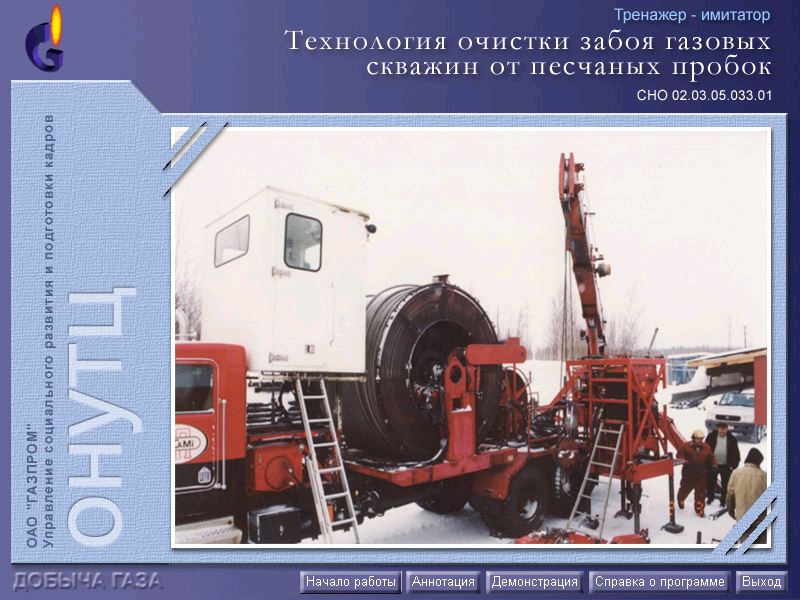 Тренажер - имитатор
Технология очистки забоя газовых
скважин от песчаных пробок
СНО 02.03.05.033.01
ОАО "ГАЗПРОМ"
Управление социального развития и подготовки кадров
ОНУТЦ
ДОБЫЧА ГАЗА
Начало работы
Аннотация
Демонстрация
Справка о программе
Выход